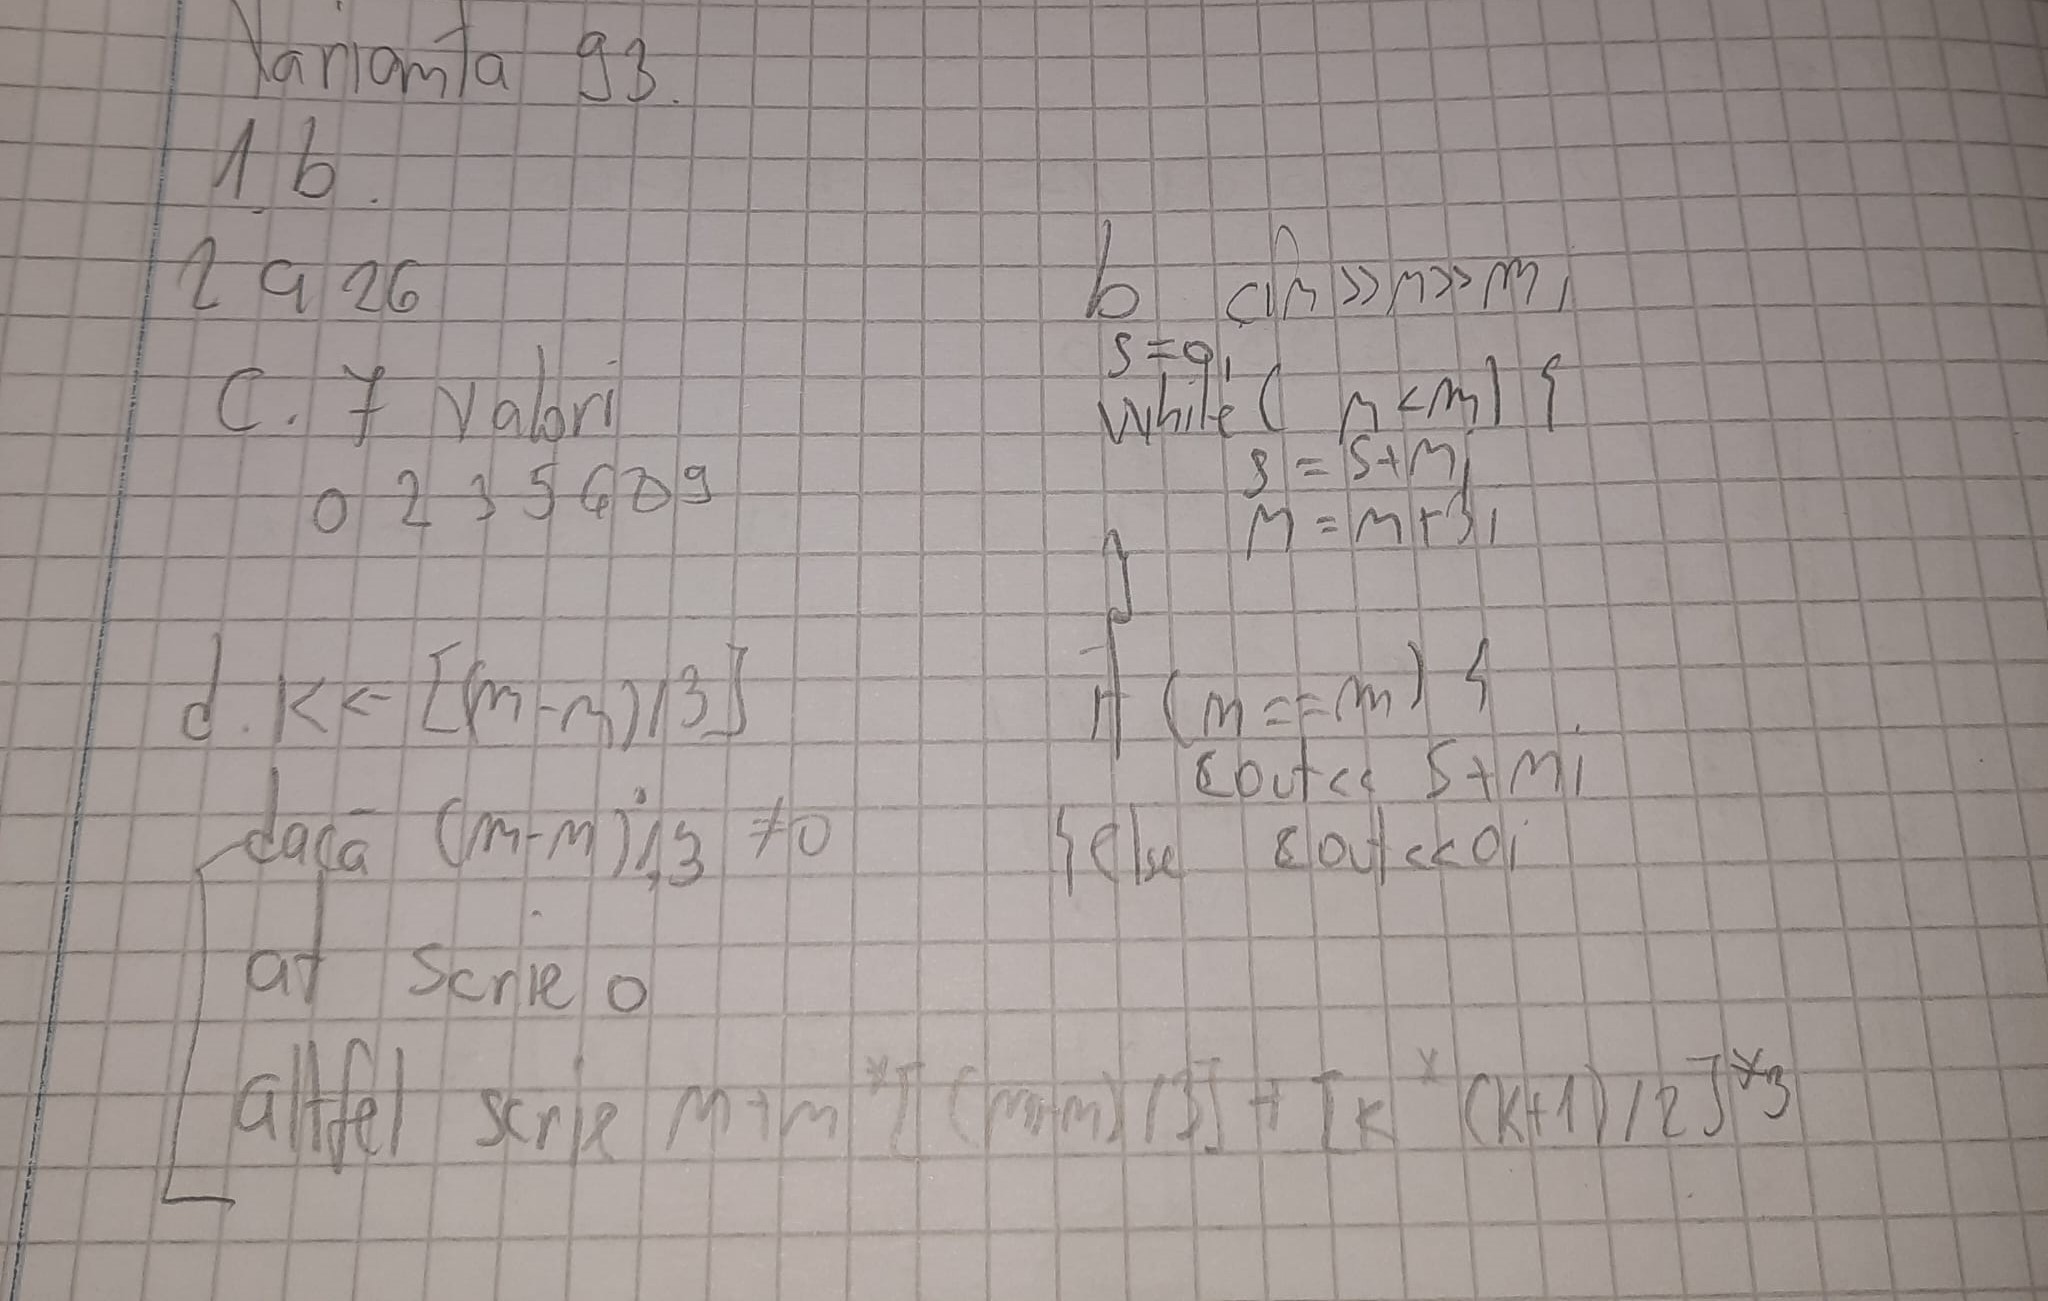 Varianta 93.
1. b.
2 a 26
C. 7 valori
0 2 3 5 6 8 9
d. K <- [(m-n)/3]
dacă (m-n)%3 ≠0
at scrie 0
altfel scrie n+n*[(m-n)/3] + [k*(k+1)/2]*3
b cin >>n>>m;
s=0;
while( n<m) {
s = s+n;
n = n+3;
}
if (n==m) {
cout<< s+m;
}else cout<<0;